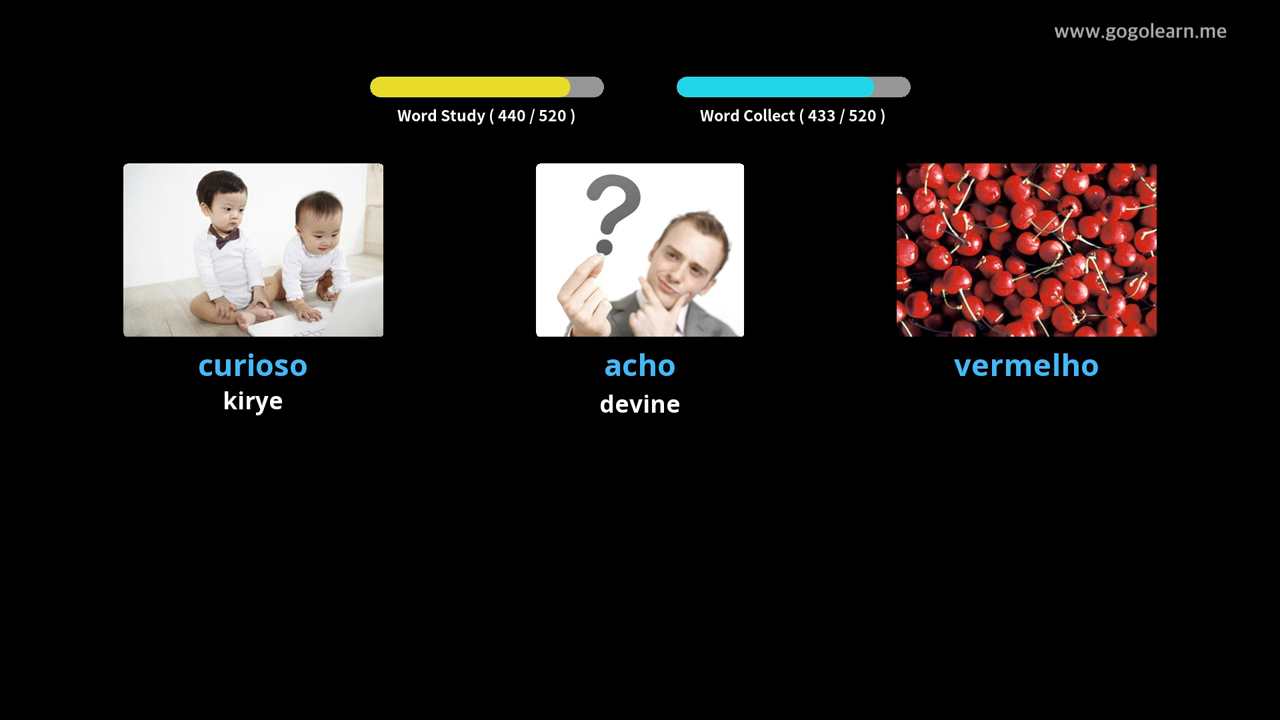 www.gogolearn.me
Word Study ( 440 / 520 )
Word Collect ( 433 / 520 )
curioso
kirye
acho
devine
vermelho